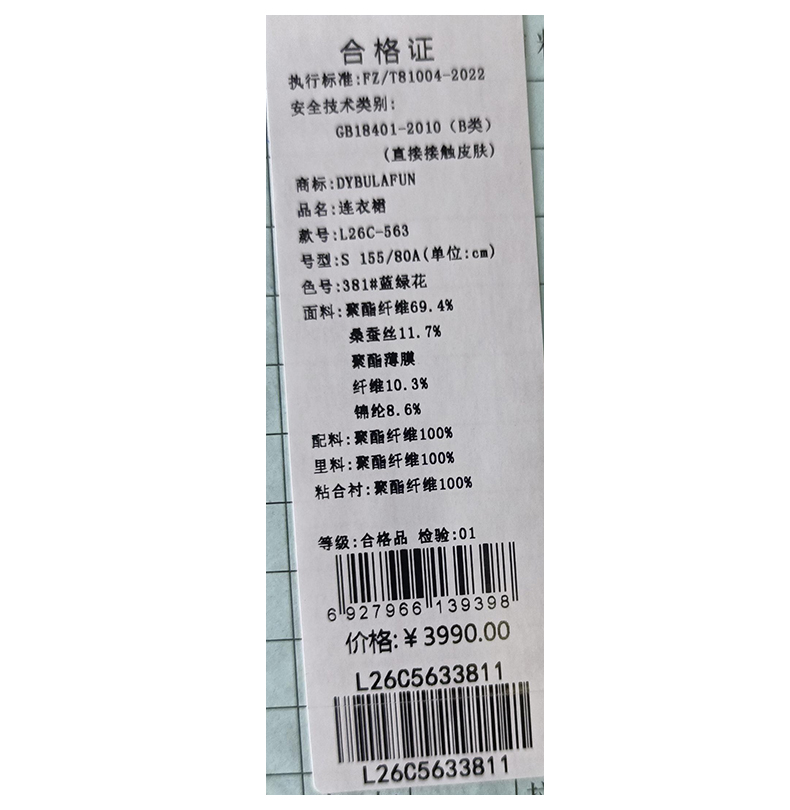 合格证
执行标准:FZ/T81004-2022
安全技术类别:
GB18401-2010（B类）
(直接接触皮肤)
商标:DYBULAFUN
品名:连衣裙
款号:L26C-563
号型:S 155/80A(单位:cm)
色号:381#蓝绿花
面料:聚酯纤维69.4%
桑蚕丝11.7%
聚酯薄膜
纤维10.3%
锦纶8.6%
配料:聚酯纤维100%
里料:聚酯纤维100%
粘合衬:聚酯纤维100%
等级:合格品 检验:01
6 927966 139398
价格:￥3990.00
L26C5633811
L26C5633811